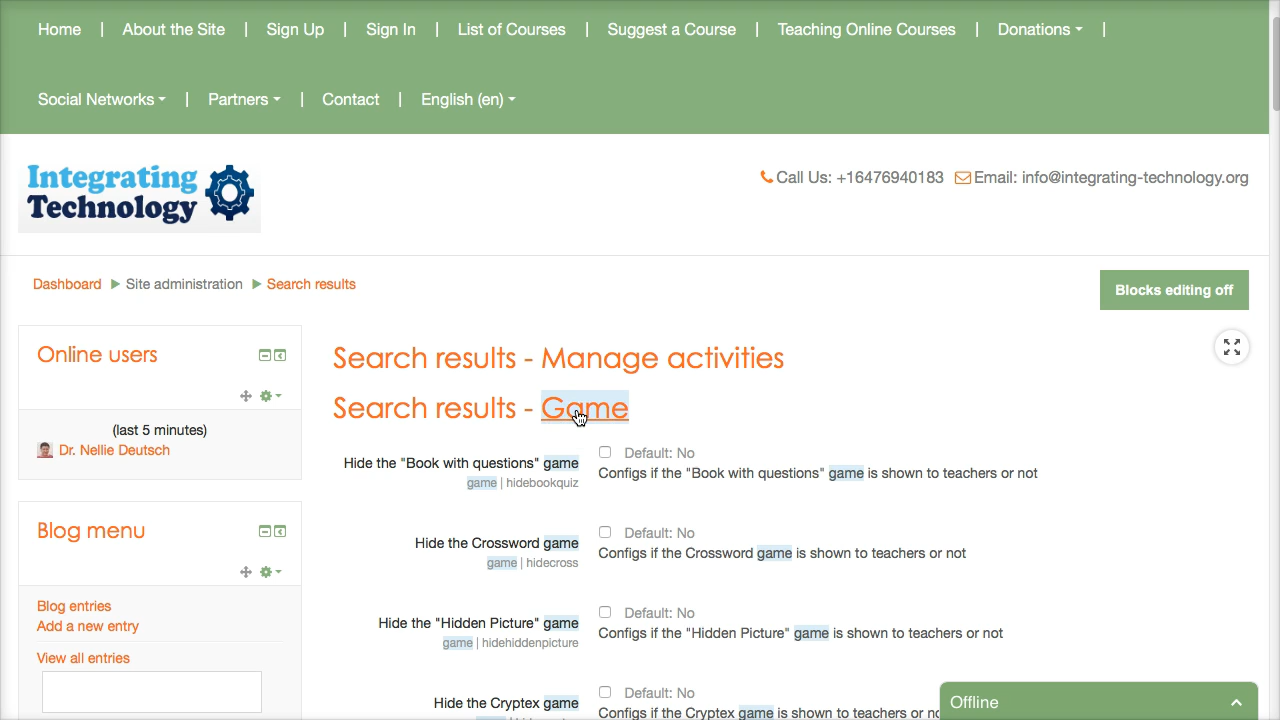 Home | About the Site | Sign Up | Sign In | List of Courses | Suggest a Course | Teaching Online Courses | Donations |
Social Networks | Partners | Contact | English (en)
Integrating
Technology
Call Us: +16476940183 Email: info@integrating-technology.org
Dashboard Site administration Search results
Blocks editing off
Online users
(last 5 minutes)
Dr. Nellie Deutsch
Blog menu
Blog entries
Add a new entry
View all entries
Search results - Manage activities
Search results - Game
Hide the "Book with questions" game
game | hidebookquiz
Default: No
Configs if the "Book with questions" game is shown to teachers or not
Hide the Crossword game
game | hidecross
Default: No
Configs if the Crossword game is shown to teachers or not
Hide the "Hidden Picture" game
game | hidehiddenpicture
Default: No
Configs if the "Hidden Picture" game is shown to teachers or not
Hide the Cryptex game
Default: No
Configs if the Cryptex game is shown to teachers or
Offline